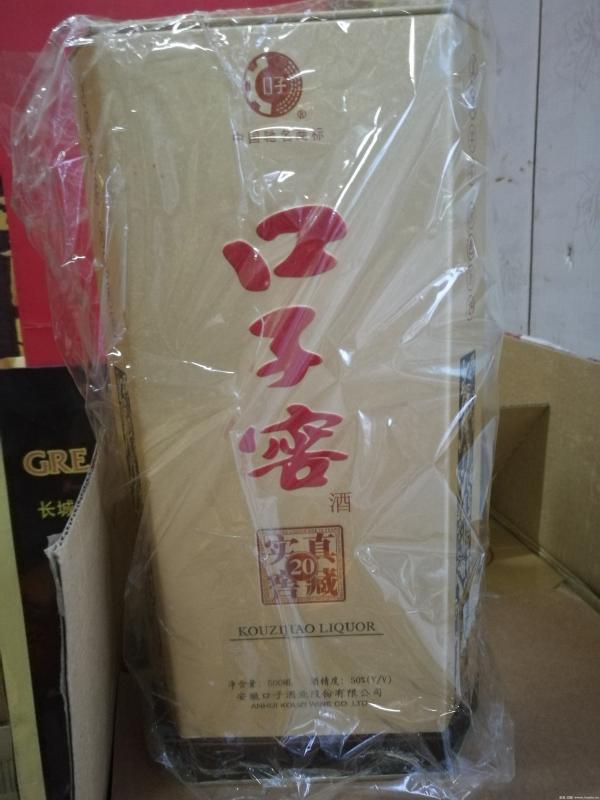 口子
®
中国驰名商标
口子窖
酒
实真
20
窖藏
KOUZIJIAO LIQUOR
净含量：500ml 酒精度：50%(V/V)
安徽口子酒业股份有限公司
ANHUI KOUZI WINE CO.,LTD
GRE
长城